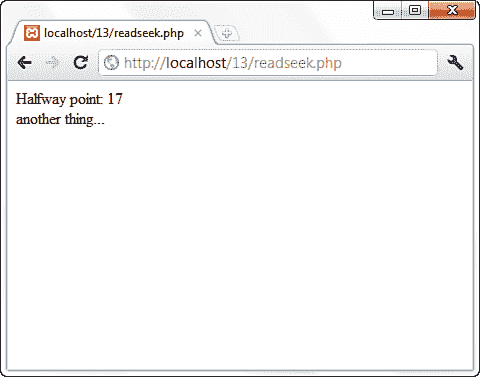 localhost/13/readseek.php
http://localhost/13/readseek.php
Halfway point: 17
another thing...